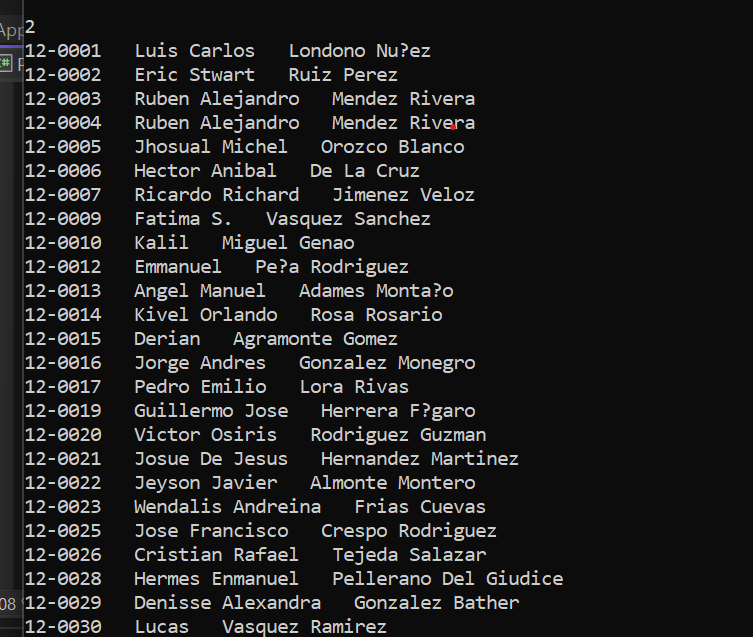 2
App
12-0001   Luis Carlos   Londono Nu?ez
12-0002   Eric Stwart   Ruiz Perez
12-0003   Ruben Alejandro   Mendez Rivera
12-0004   Ruben Alejandro   Mendez Rivera
12-0005   Jhosual Michel   Orozco Blanco
12-0006   Hector Anibal   De La Cruz
12-0007   Ricardo Richard   Jimenez Veloz
12-0009   Fatima S.   Vasquez Sanchez
12-0010   Kalil   Miguel Genao
12-0012   Emmanuel   Pe?a Rodriguez
12-0013   Angel Manuel   Adames Monta?o
12-0014   Kivel Orlando   Rosa Rosario
12-0015   Derian   Agramonte Gomez
12-0016   Jorge Andres   Gonzalez Monegro
12-0017   Pedro Emilio   Lora Rivas
12-0019   Guillermo Jose   Herrera F?garo
12-0020   Victor Osiris   Rodriguez Guzman
12-0021   Josue De Jesus   Hernandez Martinez
12-0022   Jeyson Javier   Almonte Montero
12-0023   Wendalis Andreina   Frias Cuevas
12-0025   Jose Francisco   Crespo Rodriguez
12-0026   Cristian Rafael   Tejeda Salazar
12-0028   Hermes Enmanuel   Pellerano Del Giudice
08
12-0029   Denisse Alexandra   Gonzalez Bather
12-0030   Lucas   Vasquez Ramirez